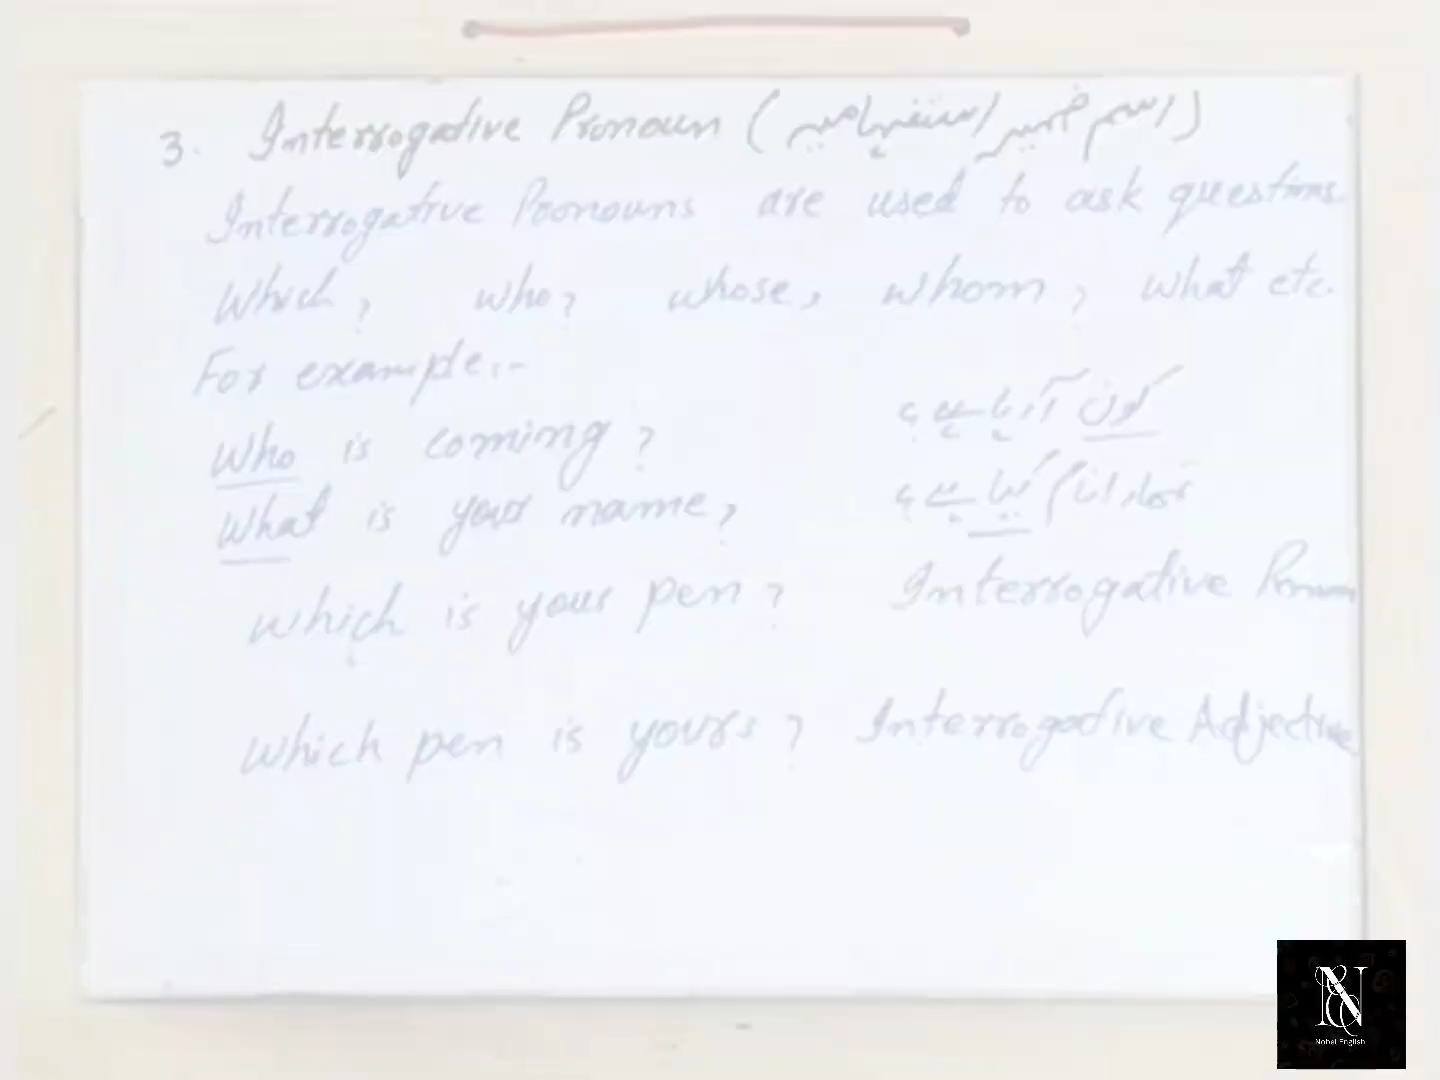 3. Interrogative Pronoun (اسم ضمیر استفہامیہ)
Interrogative Pronouns are used to ask questions.
Which, who, whose, whom, what etc.
For example:-
Who is coming? کون آ رہا ہے؟
What is your name? تمہارا نام کیا ہے؟
which is your pen? Interrogative Pronoun
which pen is yours? Interrogative Adjective
N
Nobel English